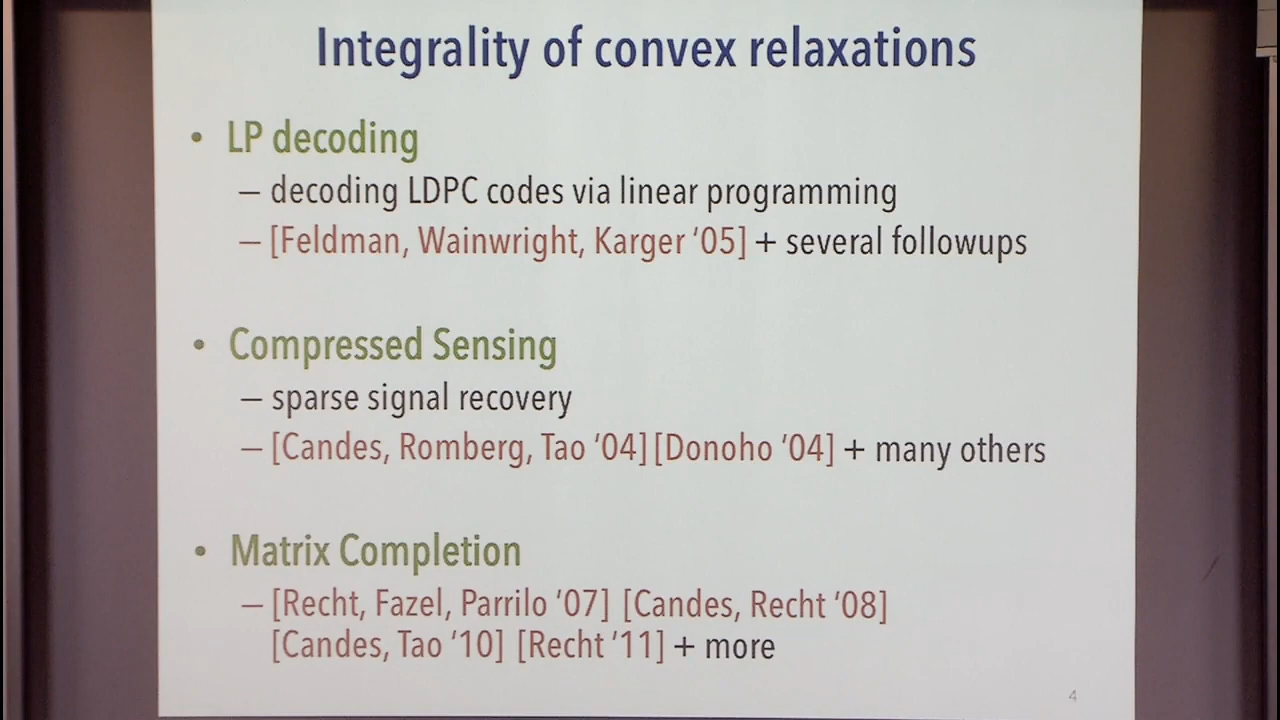 Integrality of convex relaxations
• LP decoding
– decoding LDPC codes via linear programming
– [Feldman, Wainwright, Karger ‘05] + several followups
• Compressed Sensing
– sparse signal recovery
– [Candes, Romberg, Tao ‘04] [Donoho ‘04] + many others
• Matrix Completion
– [Recht, Fazel, Parrilo ‘07] [Candes, Recht ‘08]
[Candes, Tao ‘10] [Recht ‘11] + more
4